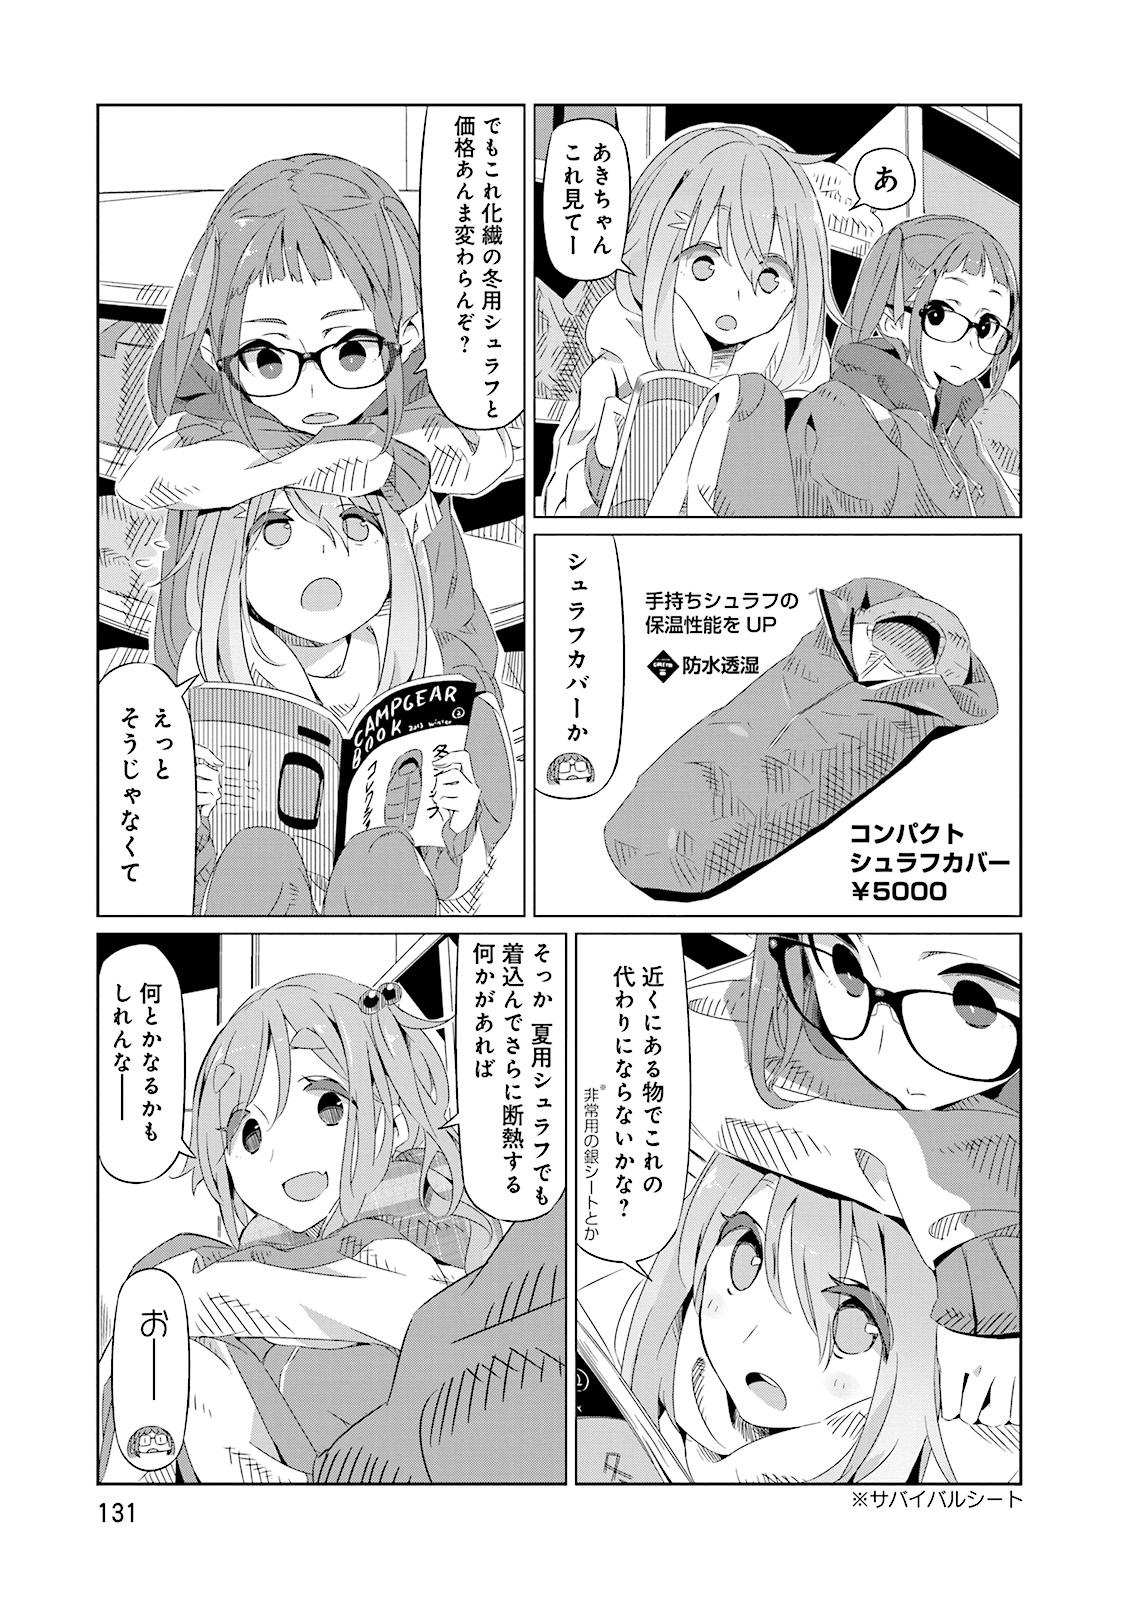 あ
あきちゃん
これ見てー
手持ちシュラフの
保温性能をUP
防水透湿
コンパクト
シュラフカバー
￥5000
シュラフカバーか
でもこれ化繊の冬用シュラフと
価格あんま変わらんぞ？
CAMPGEAR
BOOK
2013 winter
②
えっと
そうじゃなくて
近くにある物でこれの
代わりにならないかな？
※非常用の銀シートとか
※サバイバルシート
そっか 夏用シュラフでも
着込んでさらに断熱する
何かがあれば
何とかなるかも
しれんな──
おー──
131